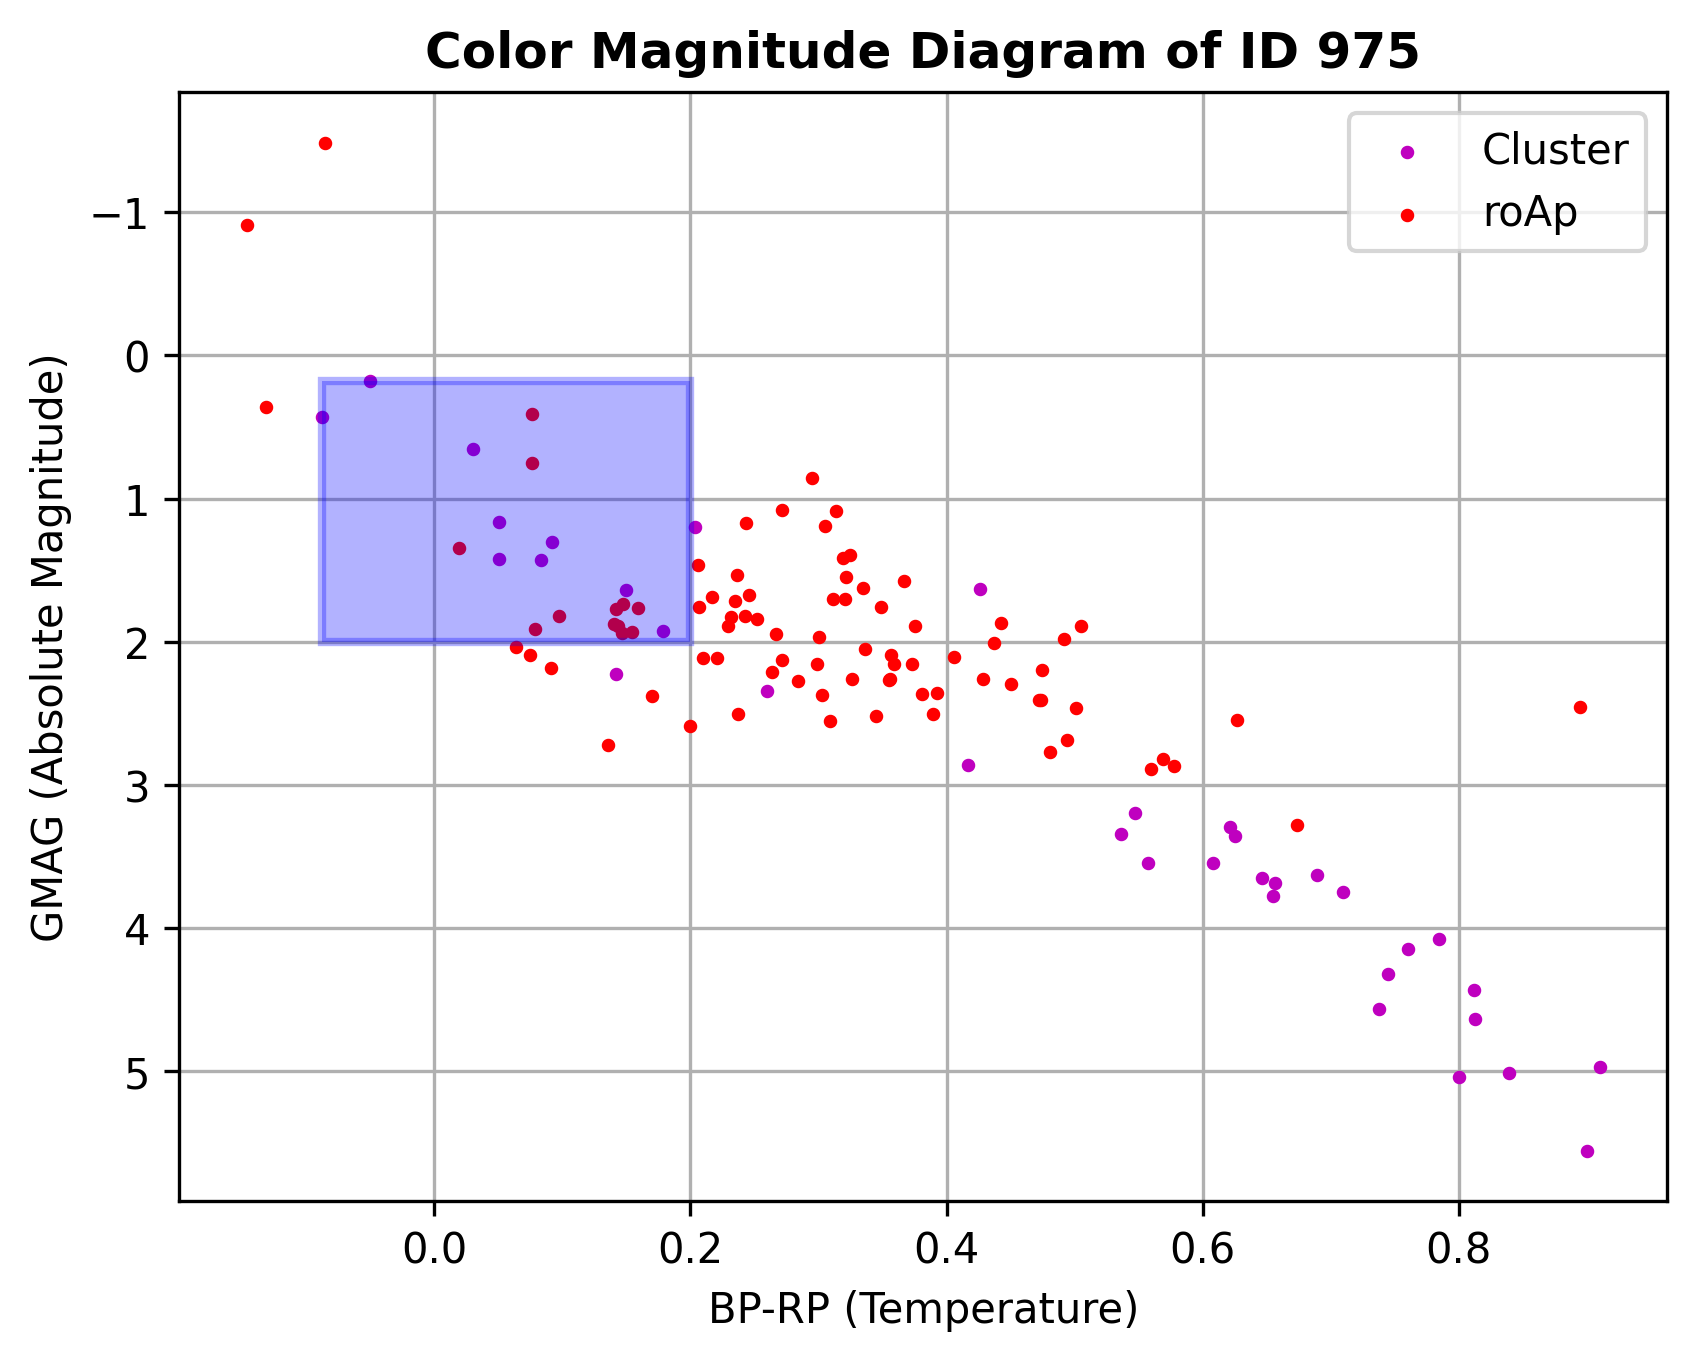 Color Magnitude Diagram of ID 975
Cluster
roAp
−1
0
1
2
3
4
5
GMAG (Absolute Magnitude)
0.0 0.2 0.4 0.6 0.8
BP-RP (Temperature)